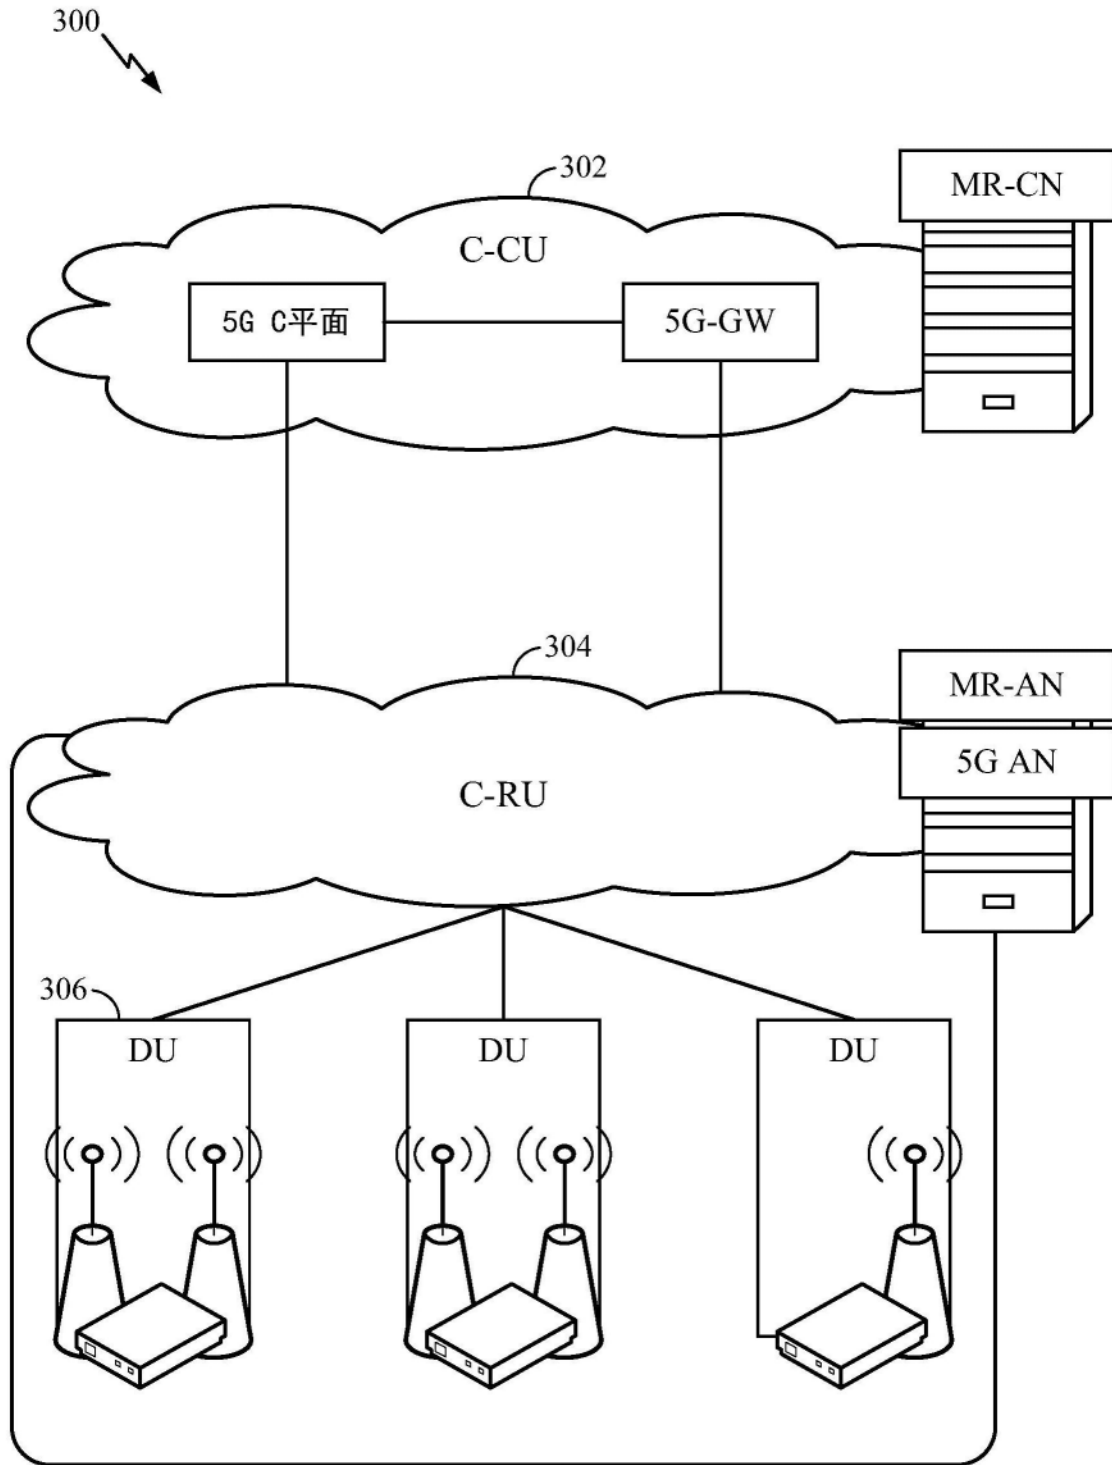 300
302
MR-CN
C-CU
5G C平面
5G-GW
304
MR-AN
5G AN
C-RU
306
DU
DU
DU